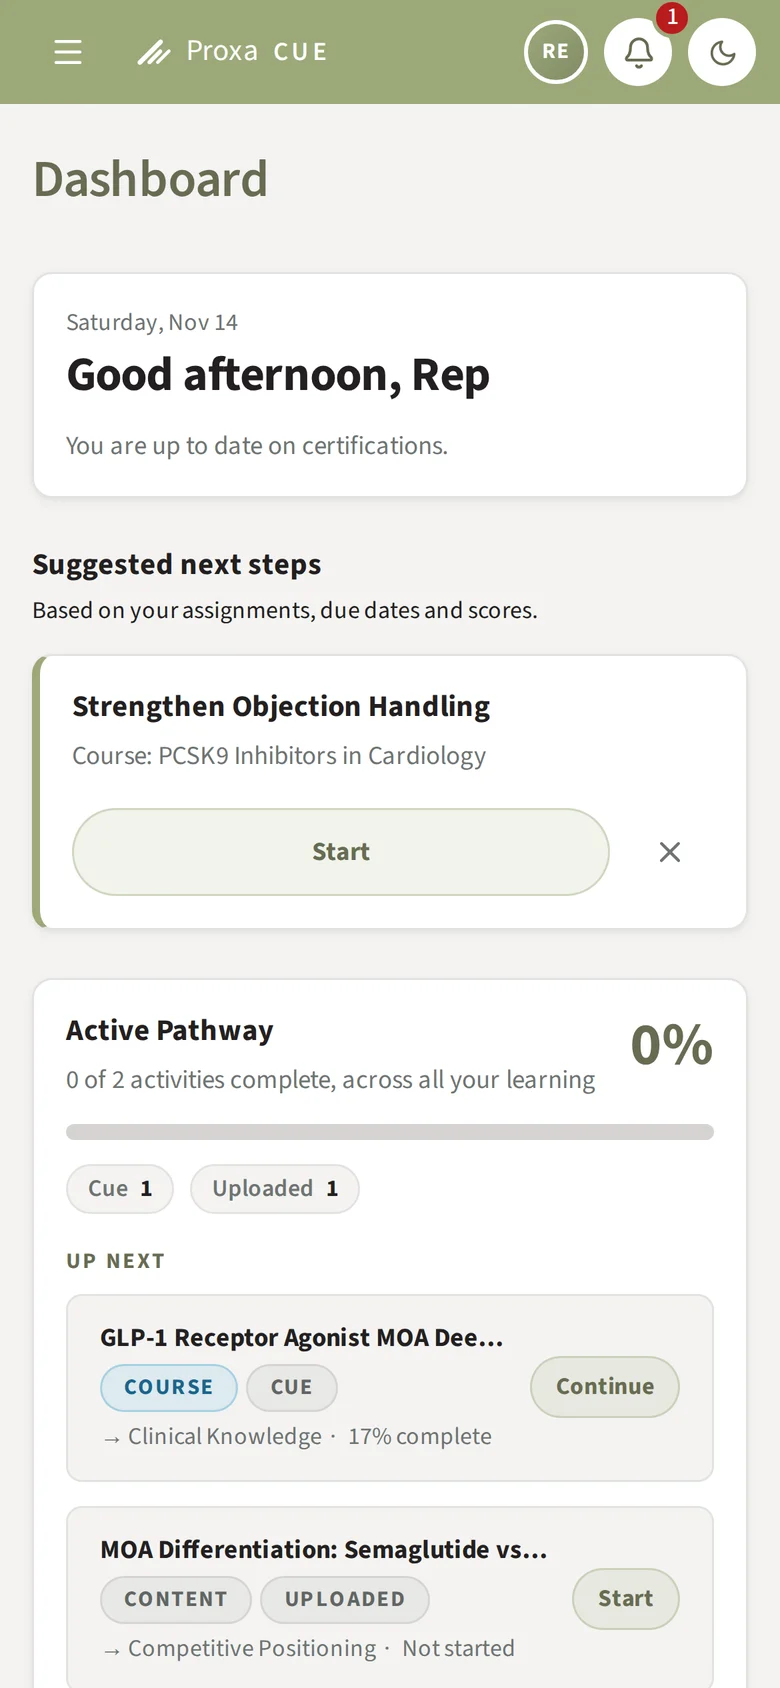 Proxa CUE
RE
1
Dashboard
Saturday, Nov 14
Good afternoon, Rep
You are up to date on certifications.
Suggested next steps
Based on your assignments, due dates and scores.
Strengthen Objection Handling
Course: PCSK9 Inhibitors in Cardiology
Start
Active Pathway
0%
0 of 2 activities complete, across all your learning
Cue 1
Uploaded 1
UP NEXT
GLP-1 Receptor Agonist MOA Dee...
COURSE
CUE
Continue
→ Clinical Knowledge · 17% complete
MOA Differentiation: Semaglutide vs...
CONTENT
UPLOADED
Start
→ Competitive Positioning · Not started